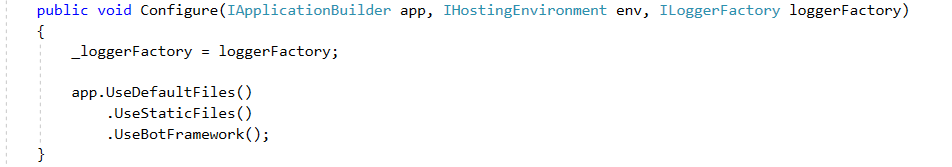 public void Configure(IApplicationBuilder app, IHostingEnvironment env, ILoggerFactory loggerFactory)
{
    _loggerFactory = loggerFactory;

    app.UseDefaultFiles()
        .UseStaticFiles()
        .UseBotFramework();
}